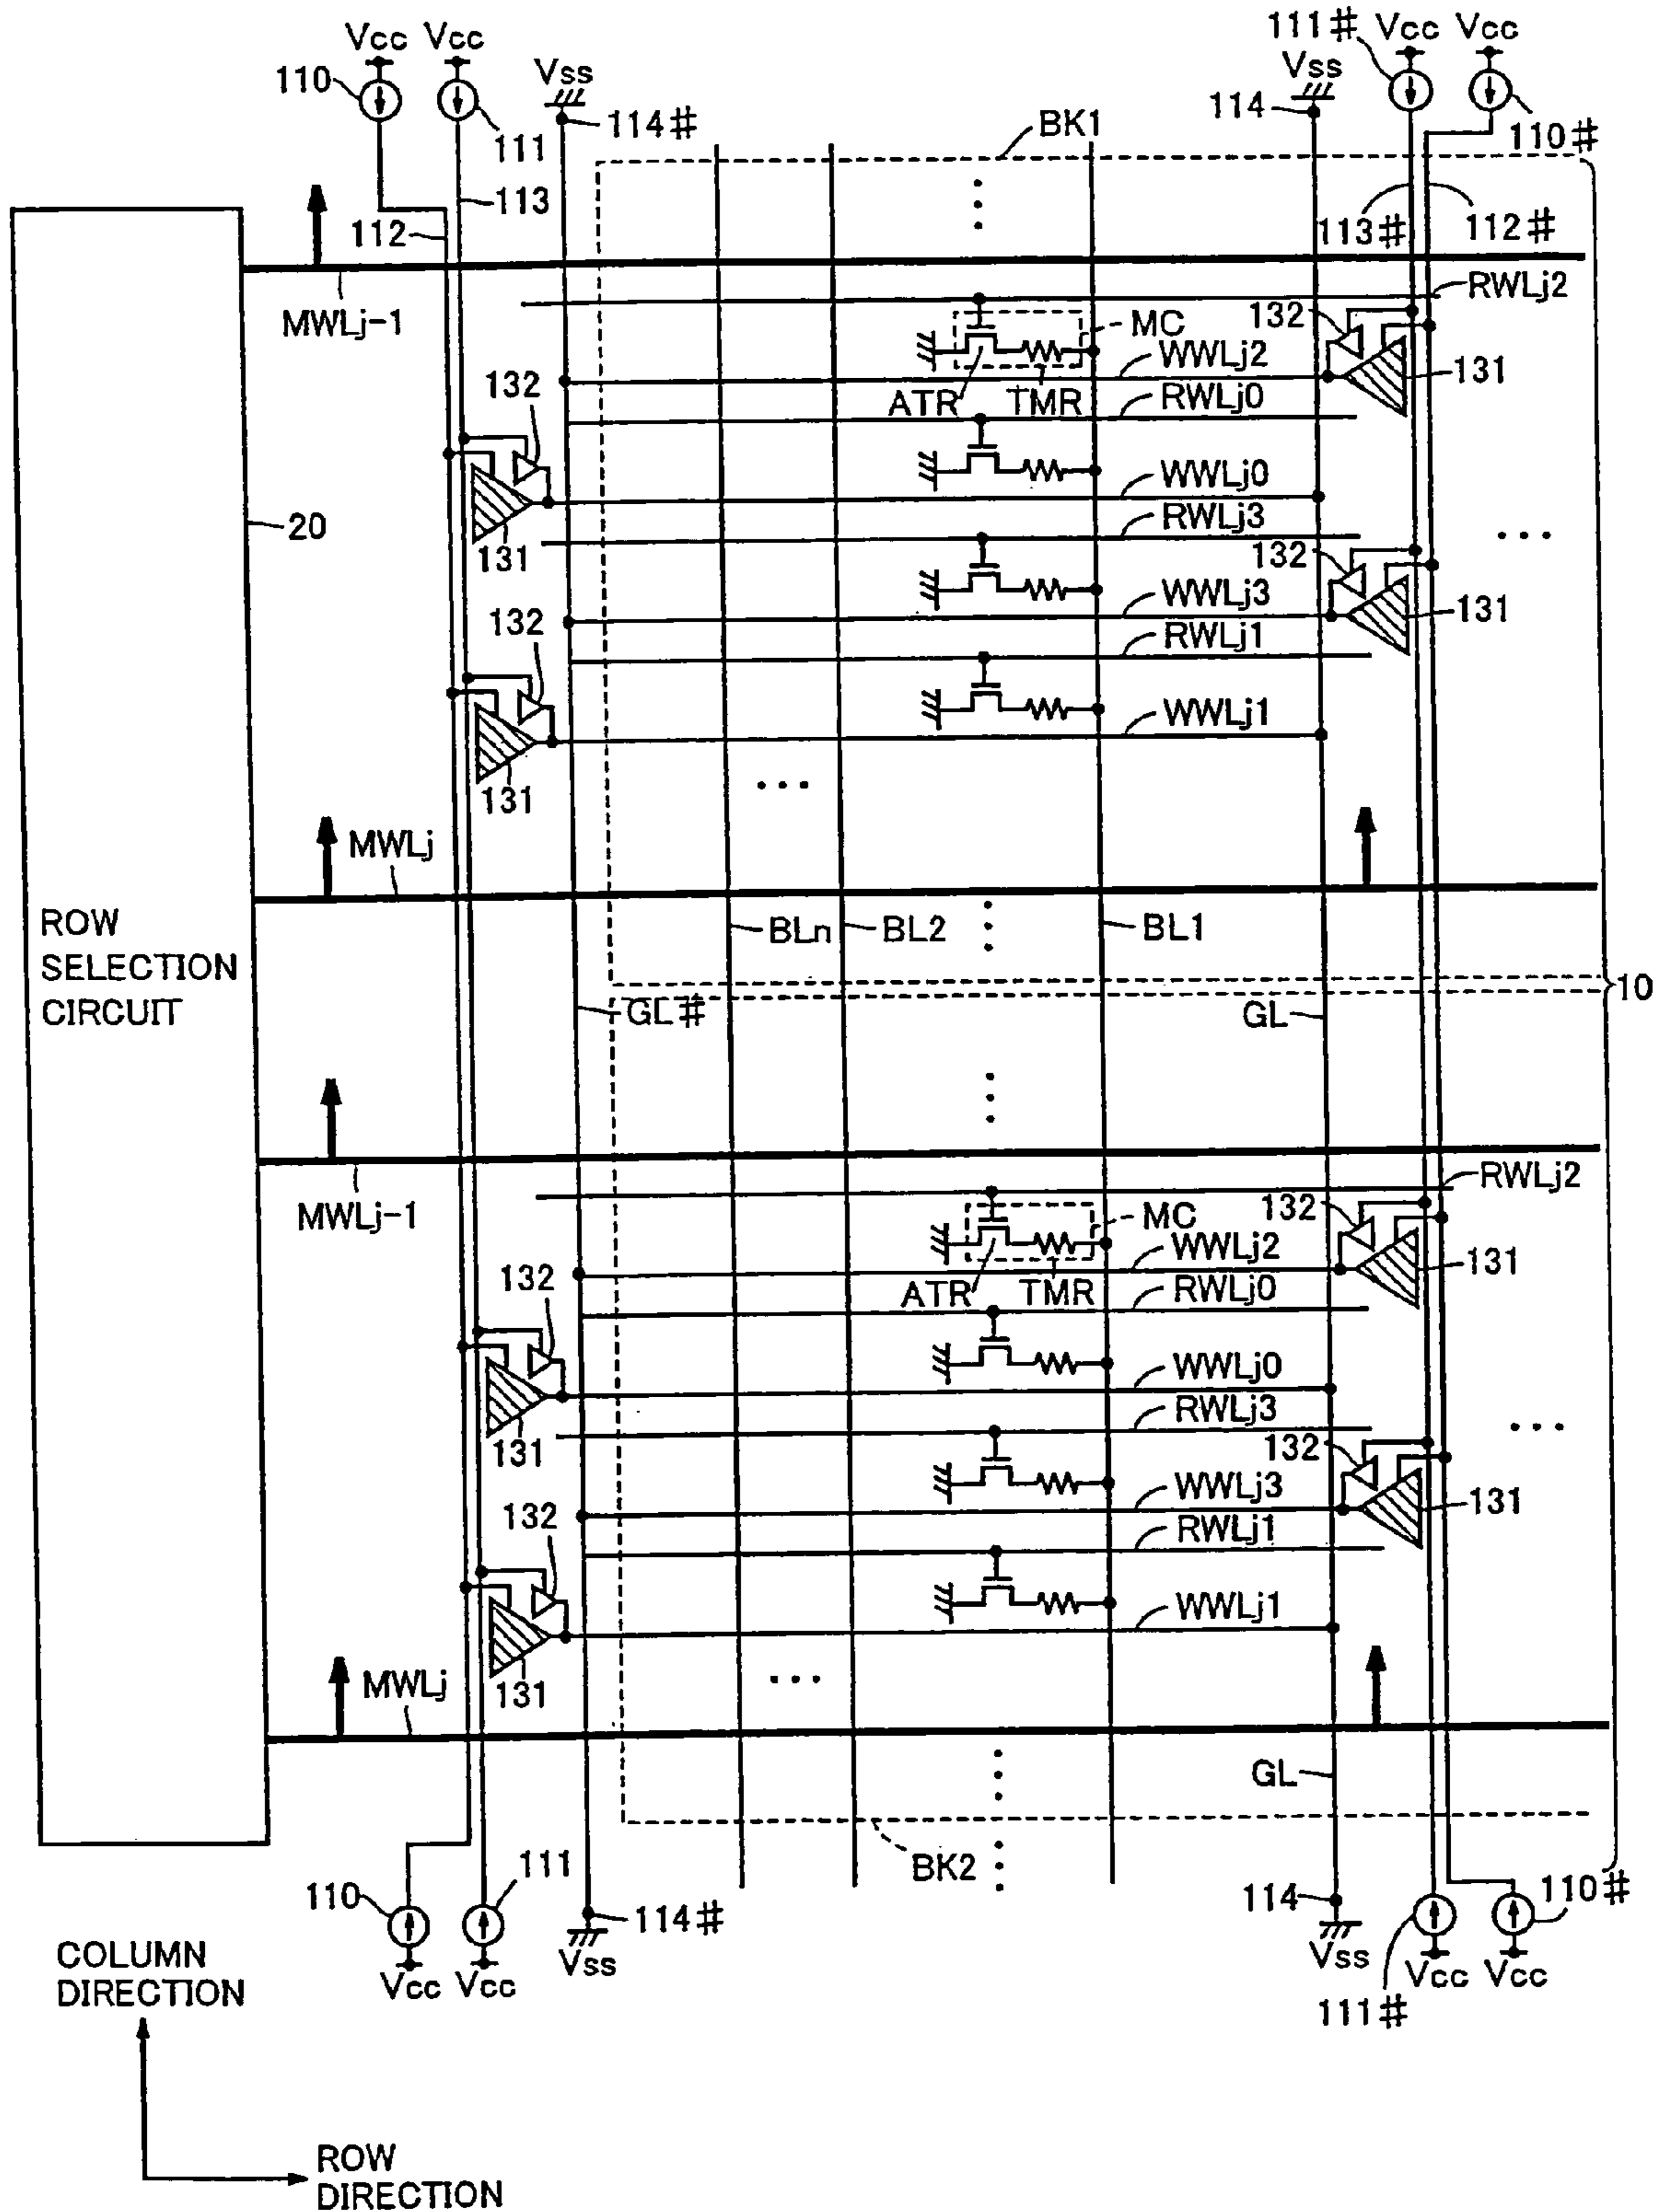 Vcc Vcc
110
111
Vss
114#
BK1
111# Vcc Vcc
Vss
114
110#
113
112
113# 112#
MWLj-1
RWLj2
132
MC
WWLj2
131
ATR TMR RWLj0
132
WWLj0
131
20
RWLj3
132
WWLj3
131
132
RWLj1
WWLj1
131
MWLj
ROW
SELECTION
CIRCUIT
BLn BL2 BL1
10
GL# GL
MWLj-1
RWLj2
132
MC
WWLj2
131
ATR TMR RWLj0
132
WWLj0
131
RWLj3
132
WWLj3
131
132
RWLj1
WWLj1
131
MWLj
GL
BK2
110 111
114#
114
110#
Vcc Vcc Vss
Vss Vcc Vcc
111#
COLUMN
DIRECTION
ROW
DIRECTION